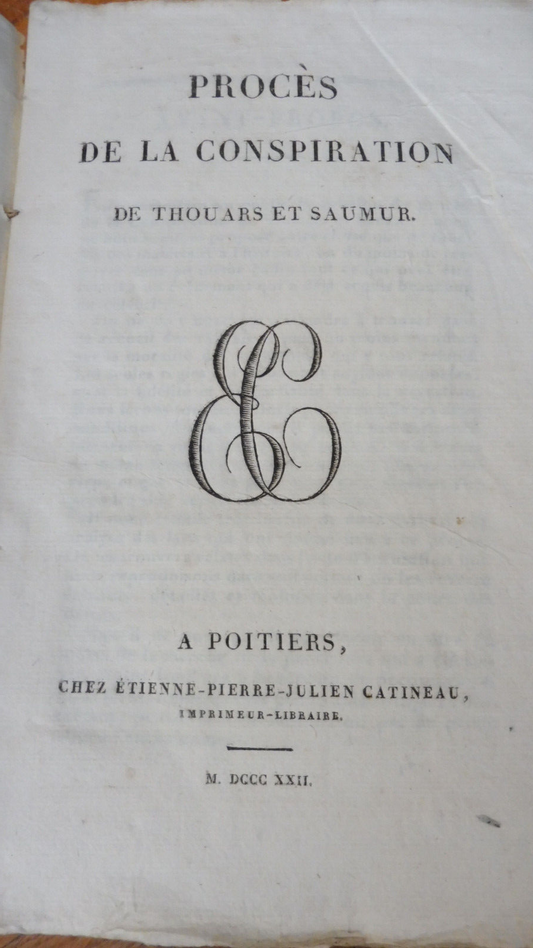 PROCÈS
DE LA CONSPIRATION
DE THOUARS ET SAUMUR.
EC
A POITIERS,
CHEZ ÉTIENNE-PIERRE-JULIEN CATINEAU,
IMPRIMEUR-LIBRAIRE.
M. DCCC XXII.